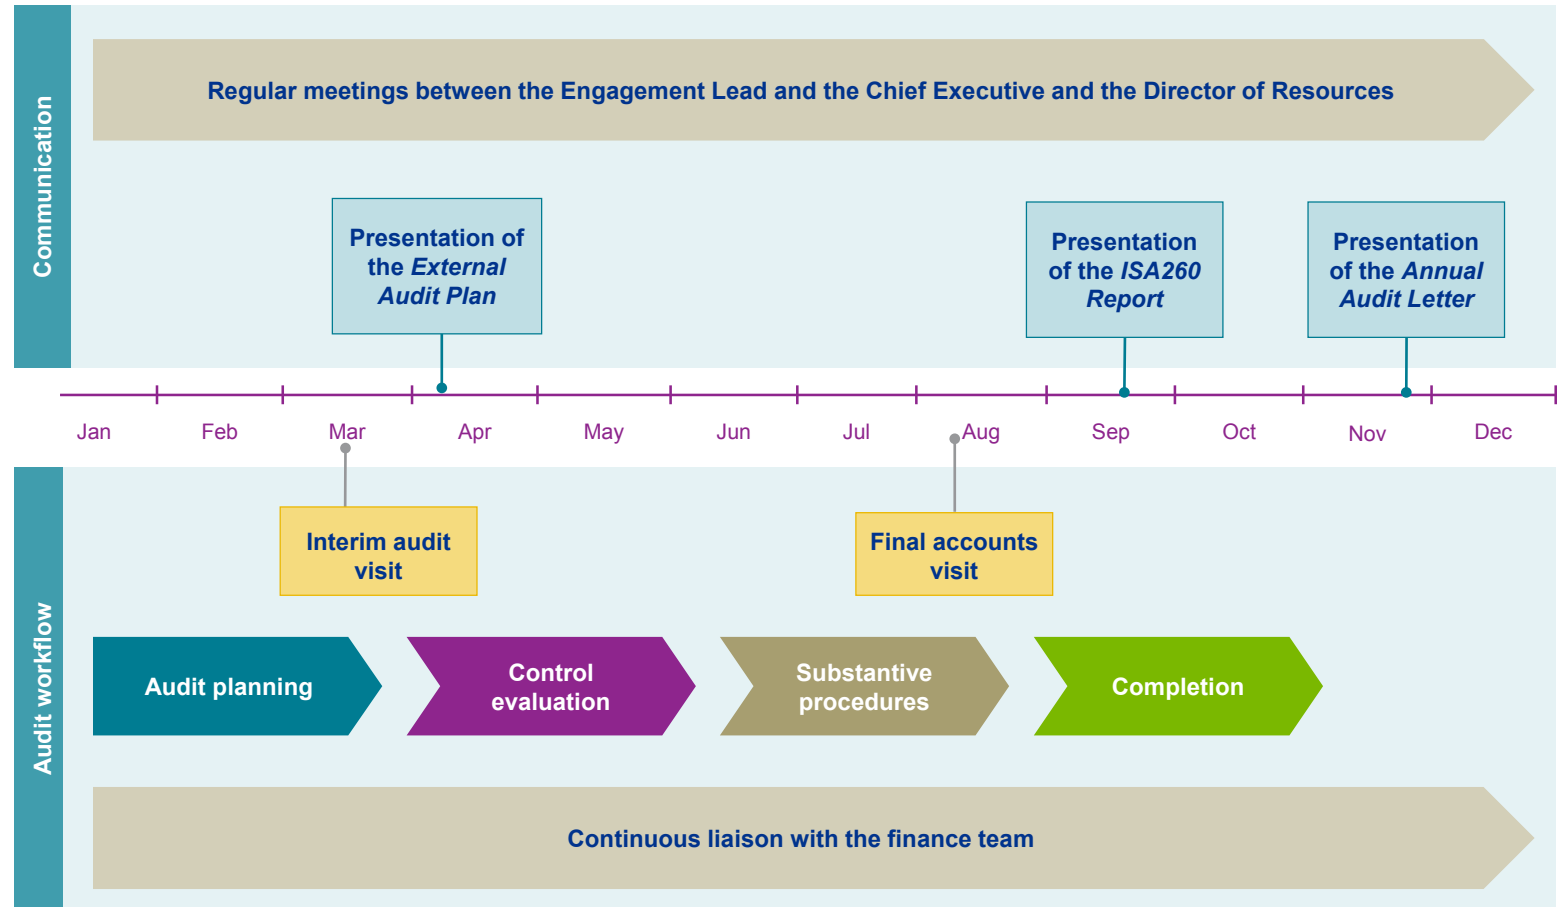 Communication
Regular meetings between the Engagement Lead and the Chief Executive and the Director of Resources
Presentation of
the External
Audit Plan
Presentation
of the ISA260
Report
Presentation
of the Annual
Audit Letter
Jan Feb Mar Apr May Jun Jul Aug Sep Oct Nov Dec
Audit workflow
Interim audit
visit
Final accounts
visit
Audit planning
Control
evaluation
Substantive
procedures
Completion
Continuous liaison with the finance team